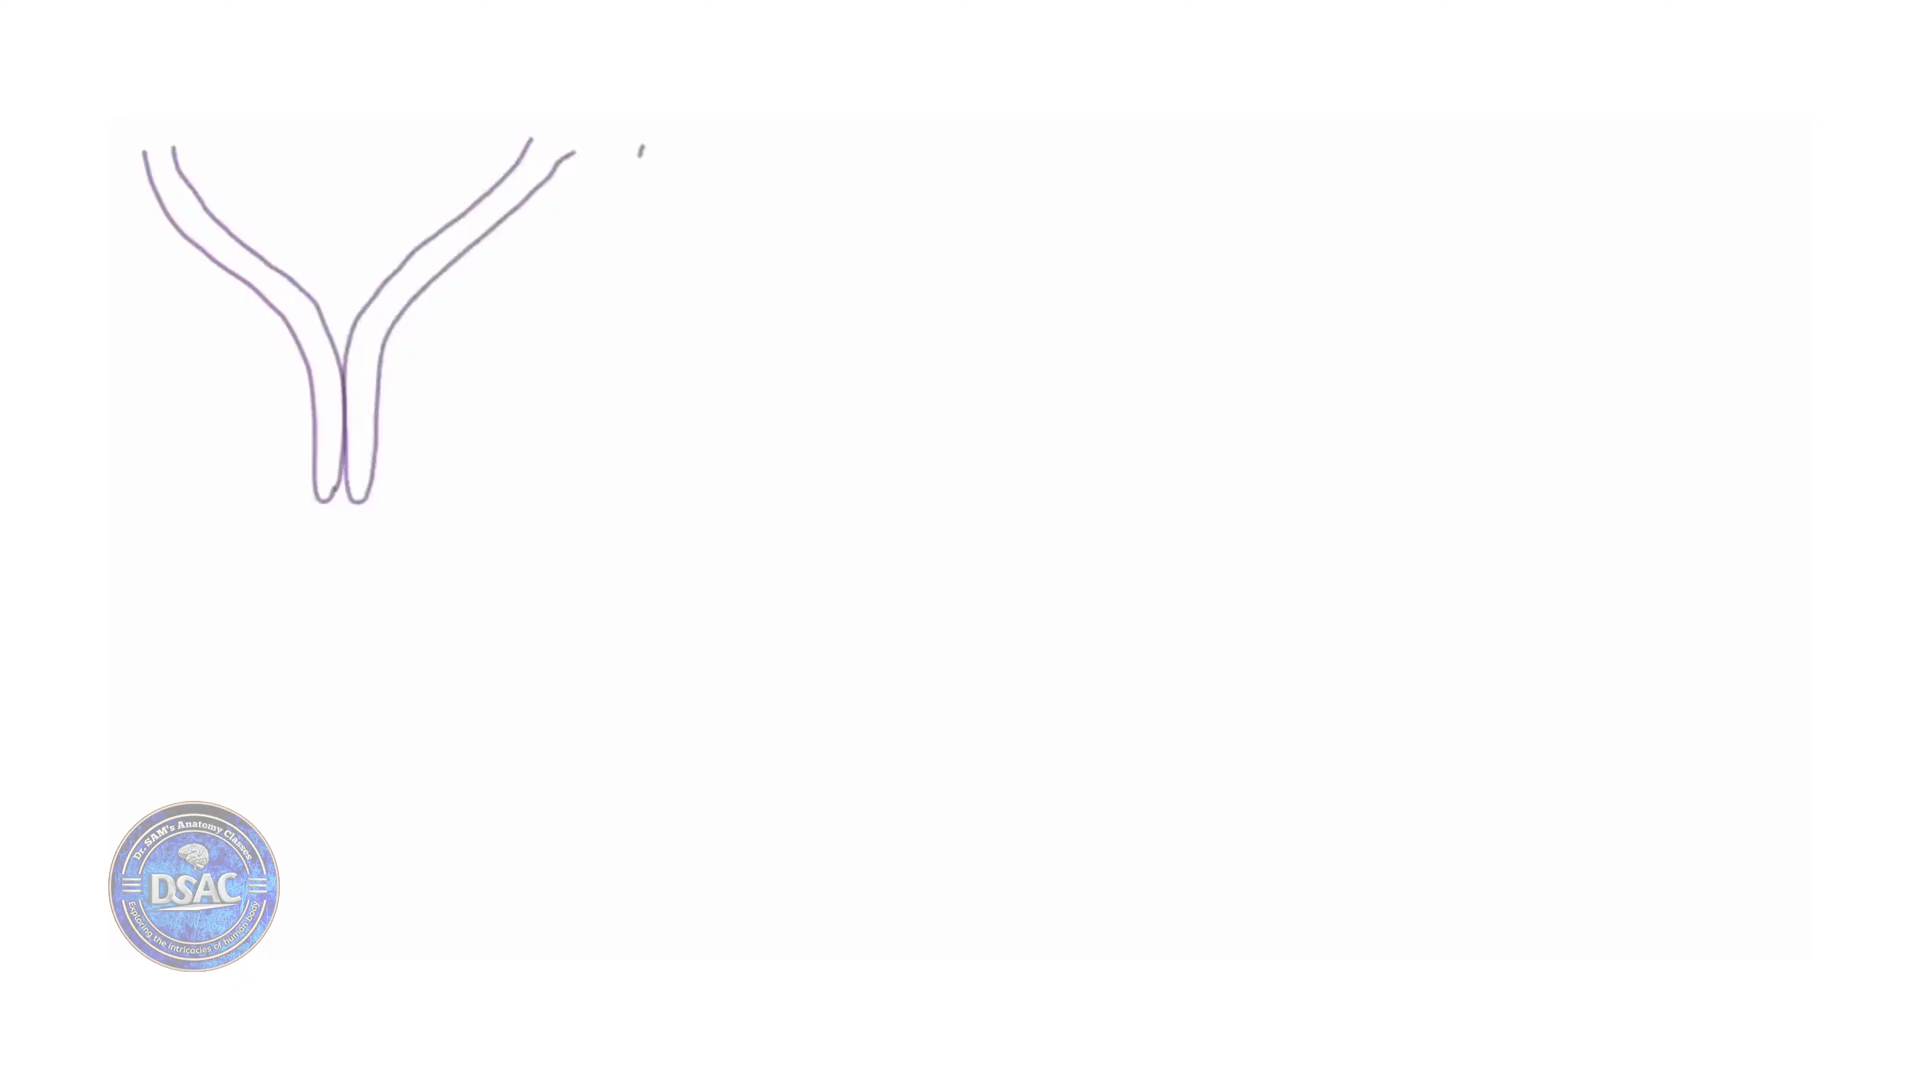 Dr. SAM's Anatomy Classes
DSAC
Exploring the intricacies of human body